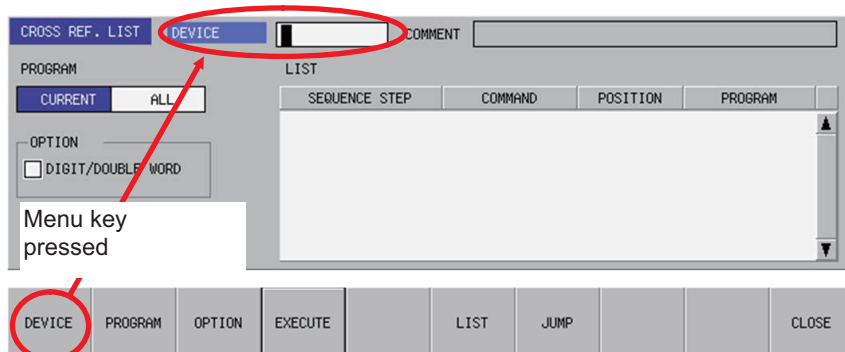 CROSS REF. LIST DEVICE COMMENT
PROGRAM LIST
CURRENT ALL SEQUENCE STEP COMMAND POSITION PROGRAM
OPTION
DIGIT/DOUBLE WORD
Menu key
pressed
DEVICE PROGRAM OPTION EXECUTE LIST JUMP CLOSE